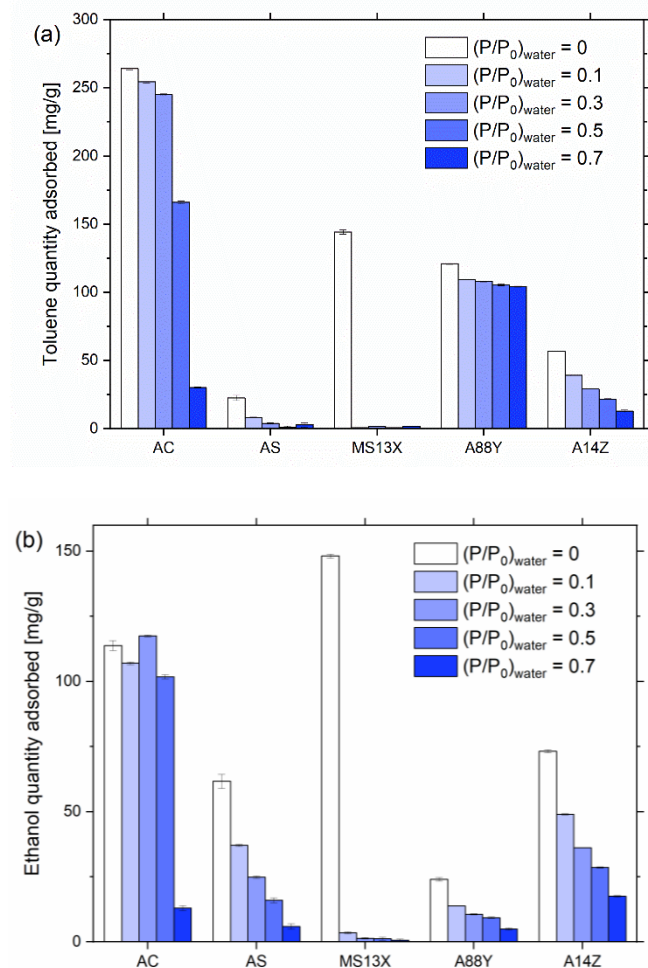 (a)
300
250
200
150
100
50
0
Toluene quantity adsorbed [mg/g]
(P/P₀)water = 0
(P/P₀)water = 0.1
(P/P₀)water = 0.3
(P/P₀)water = 0.5
(P/P₀)water = 0.7
AC AS MS13X A88Y A14Z
(b)
150
100
50
0
Ethanol quantity adsorbed [mg/g]
(P/P₀)water = 0
(P/P₀)water = 0.1
(P/P₀)water = 0.3
(P/P₀)water = 0.5
(P/P₀)water = 0.7
AC AS MS13X A88Y A14Z